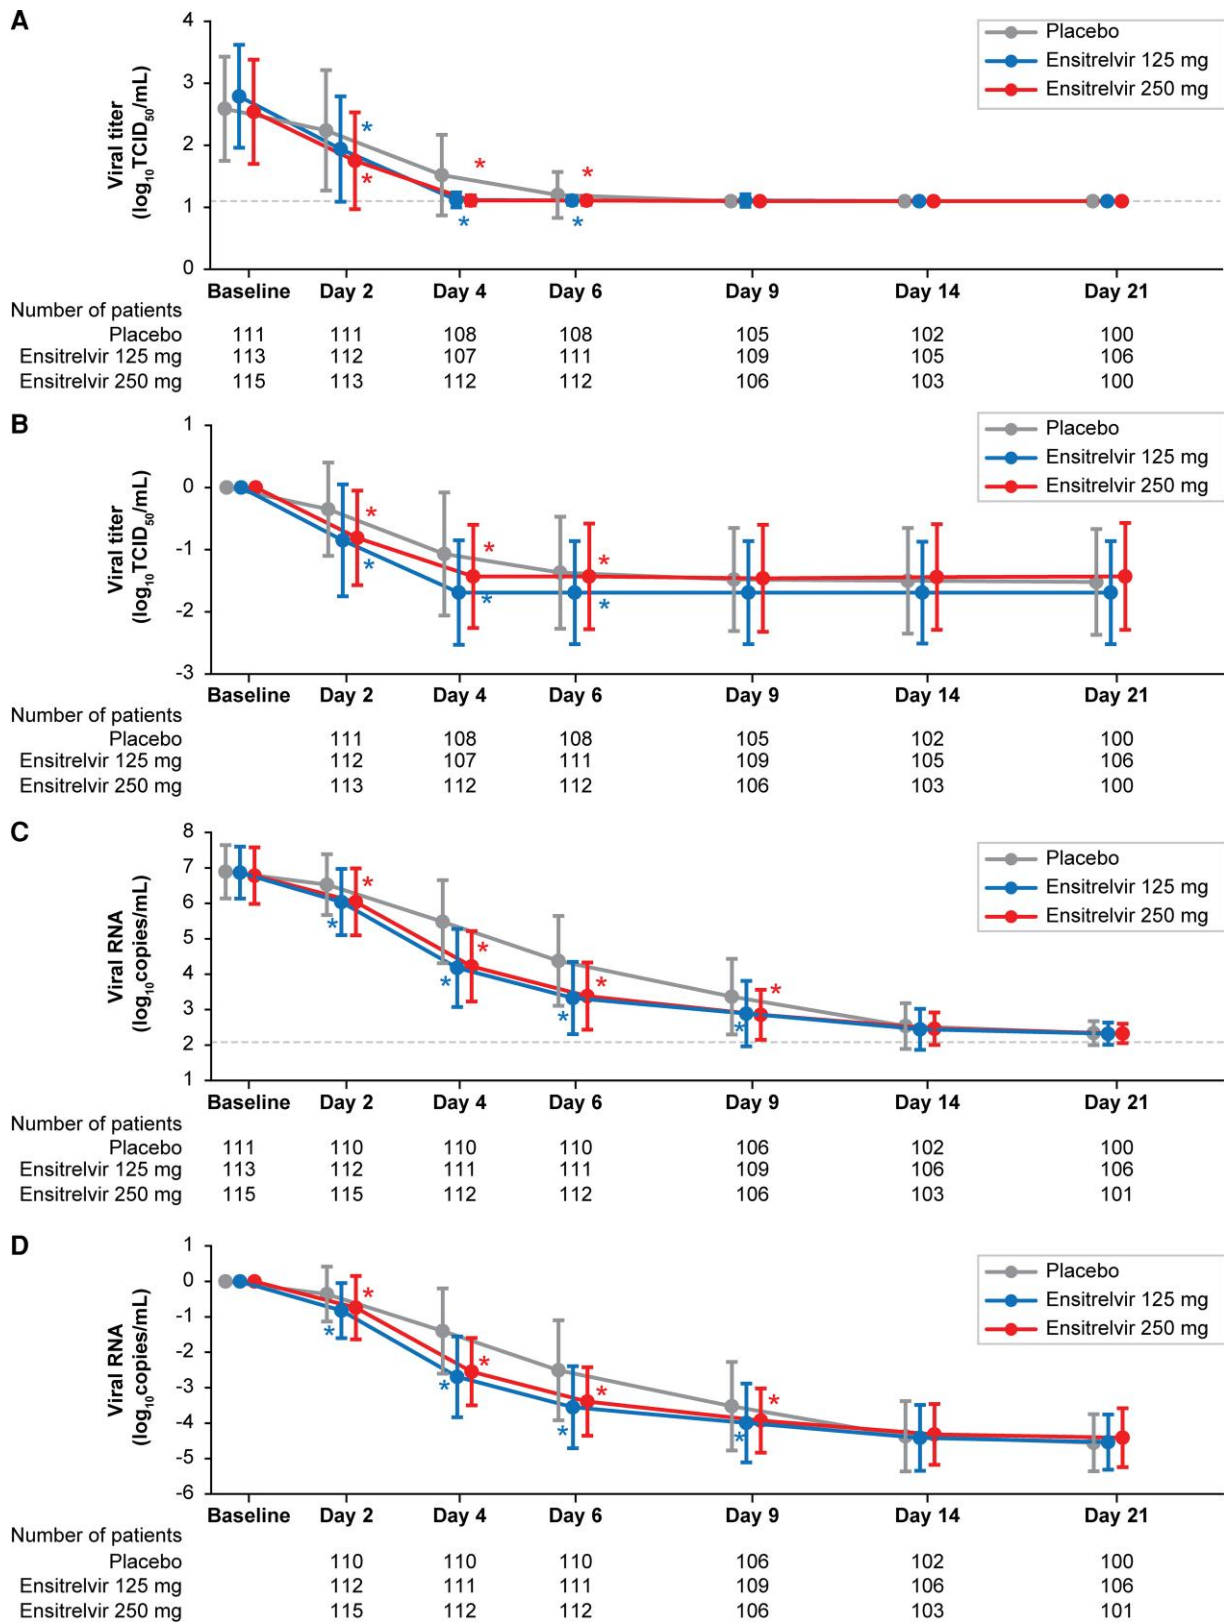 A
Viral titer
(log10TCID50/mL)
4
3
2
1
0
Placebo
Ensitrelvir 125 mg
Ensitrelvir 250 mg
*
*
*
*
*
*
Baseline Day 2 Day 4 Day 6 Day 9 Day 14 Day 21
Number of patients
Placebo 111 111 108 108 105 102 100
Ensitrelvir 125 mg 113 112 107 111 109 105 106
Ensitrelvir 250 mg 115 113 112 112 106 103 100
B
Viral titer
(log10TCID50/mL)
1
0
-1
-2
-3
Placebo
Ensitrelvir 125 mg
Ensitrelvir 250 mg
*
*
*
*
*
*
Baseline Day 2 Day 4 Day 6 Day 9 Day 14 Day 21
Number of patients
Placebo 111 108 108 105 102 100
Ensitrelvir 125 mg 112 107 111 109 105 106
Ensitrelvir 250 mg 113 112 112 106 103 100
C
Viral RNA
(log10copies/mL)
8
7
6
5
4
3
2
1
Placebo
Ensitrelvir 125 mg
Ensitrelvir 250 mg
*
*
*
*
*
*
*
*
Baseline Day 2 Day 4 Day 6 Day 9 Day 14 Day 21
Number of patients
Placebo 111 110 110 110 106 102 100
Ensitrelvir 125 mg 113 112 111 111 109 106 106
Ensitrelvir 250 mg 115 115 112 112 106 103 101
D
Viral RNA
(log10copies/mL)
1
0
-1
-2
-3
-4
-5
-6
Placebo
Ensitrelvir 125 mg
Ensitrelvir 250 mg
*
*
*
*
*
*
*
*
Baseline Day 2 Day 4 Day 6 Day 9 Day 14 Day 21
Number of patients
Placebo 110 110 110 106 102 100
Ensitrelvir 125 mg 112 111 111 109 106 106
Ensitrelvir 250 mg 115 112 112 106 103 101